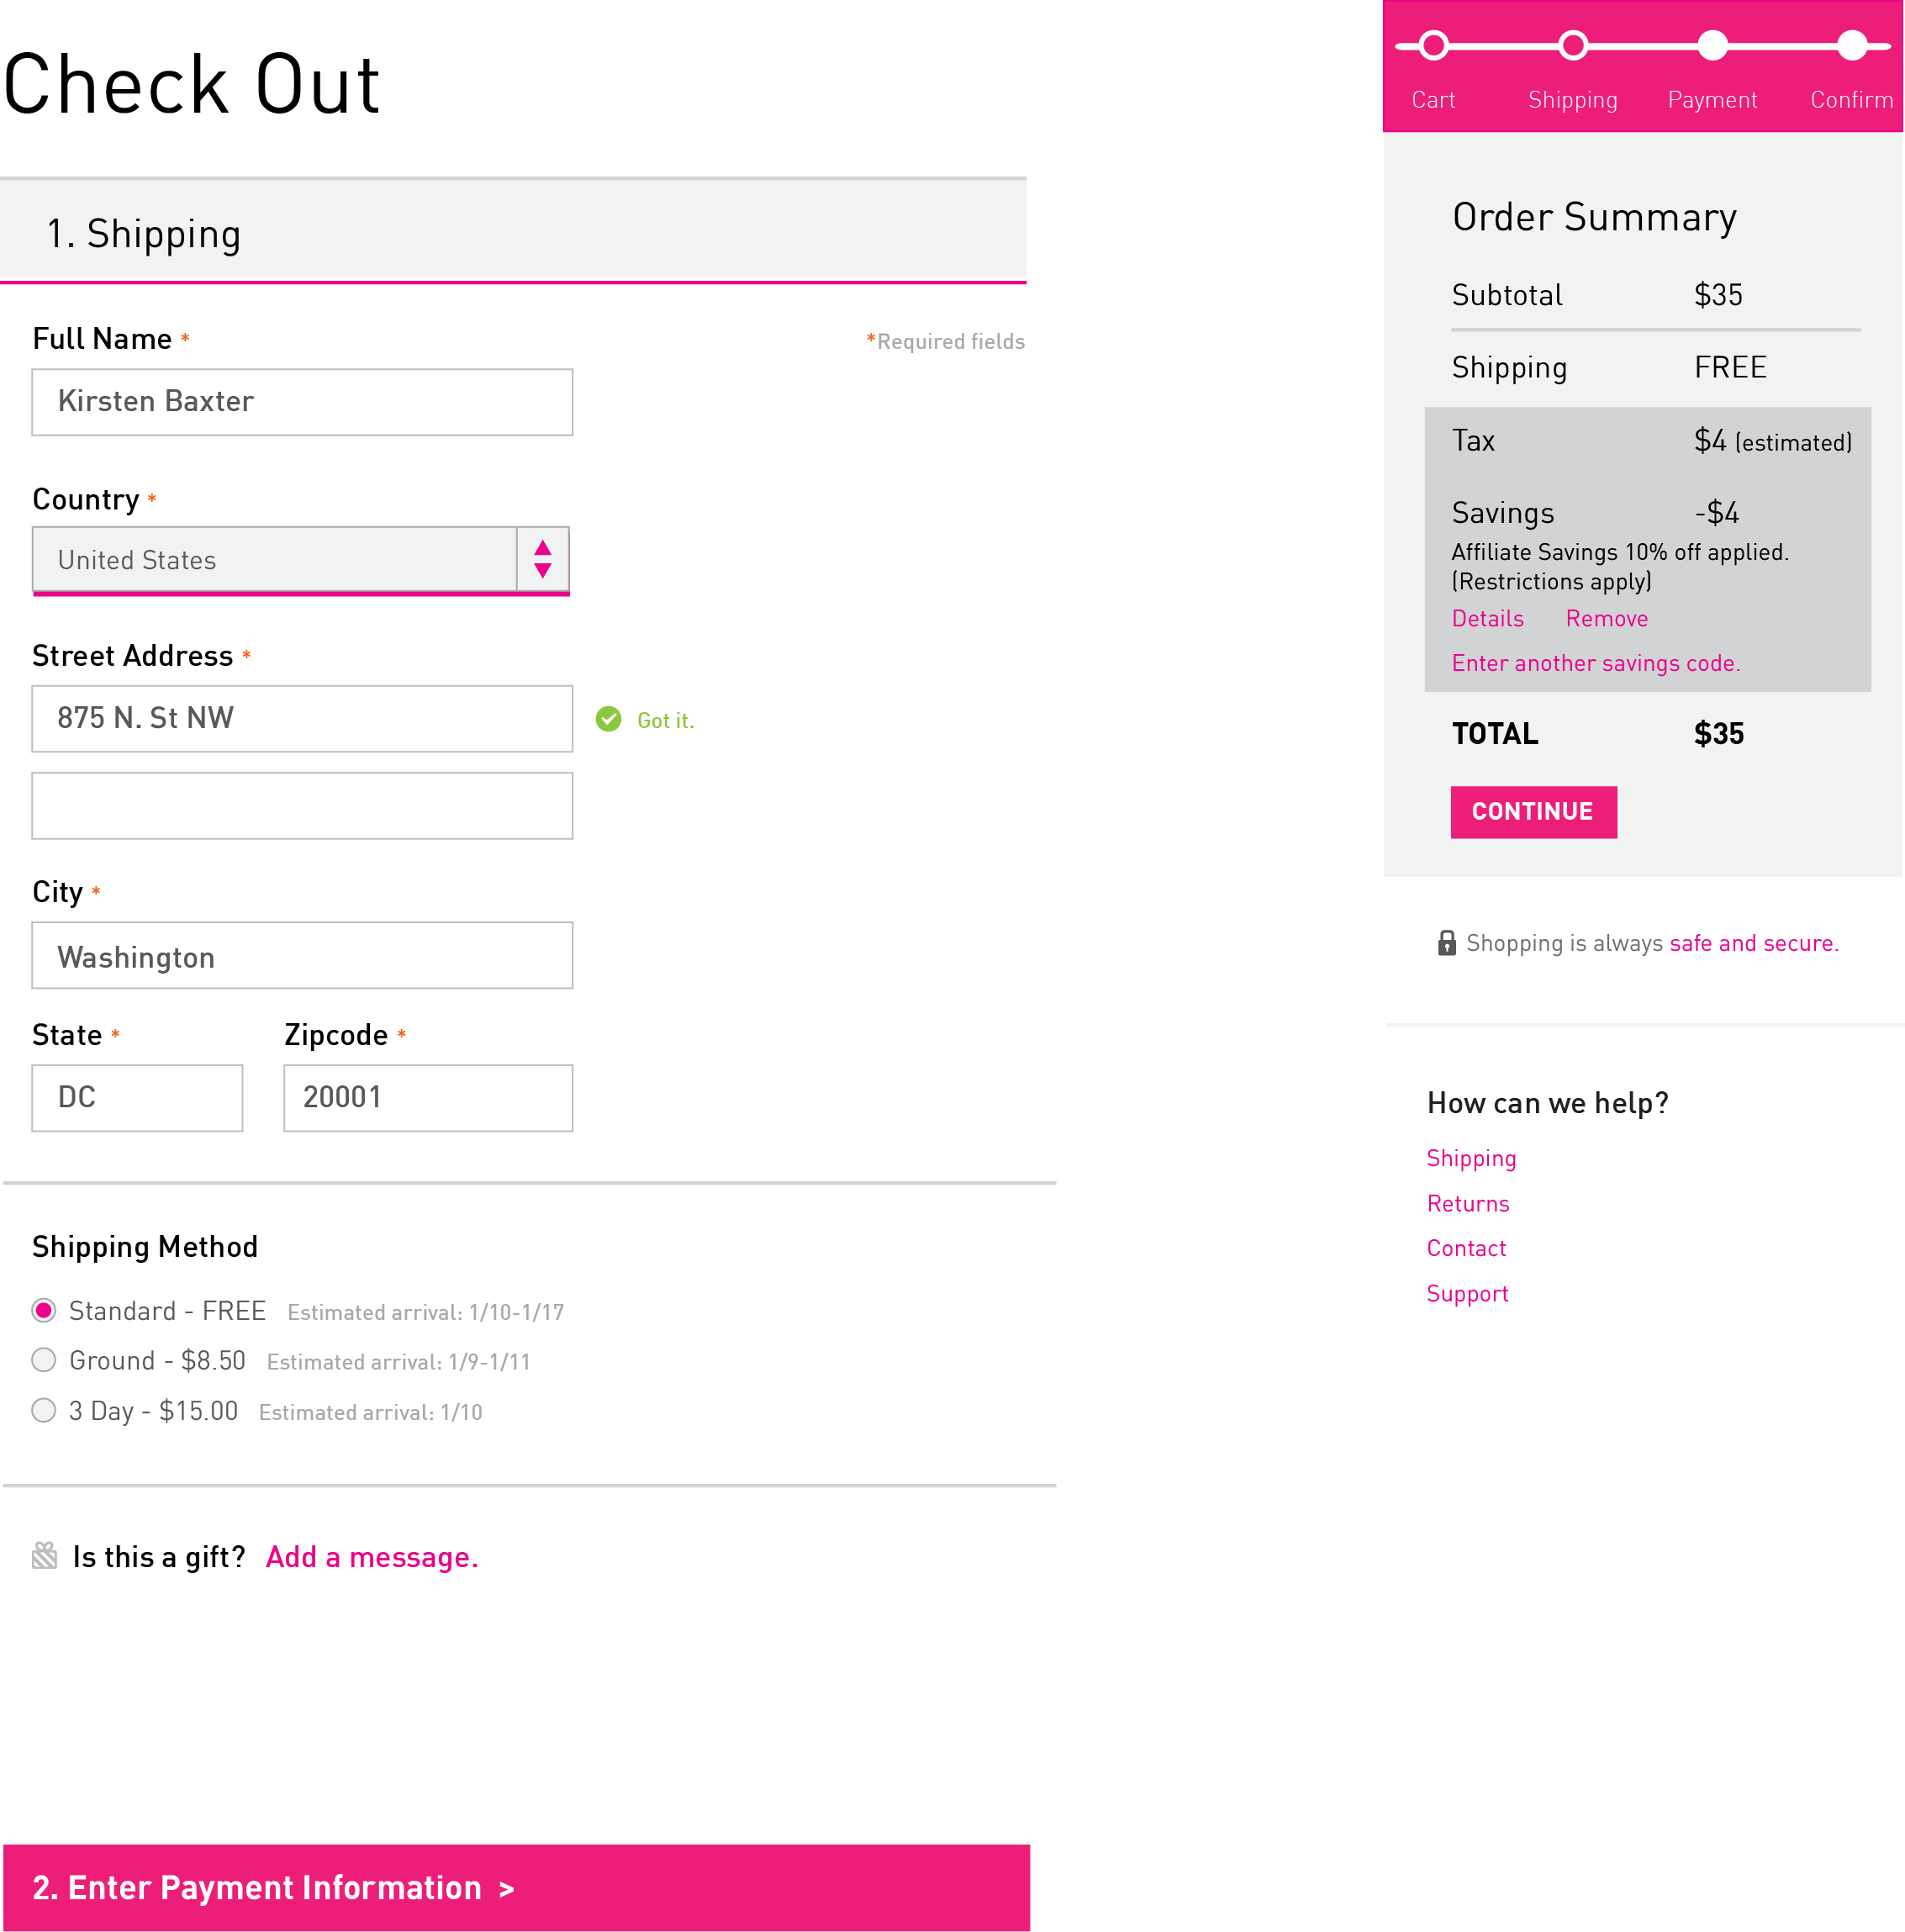 Check Out
1. Shipping
Full Name *
*Required fields
Kirsten Baxter
Country *
United States
Street Address *
875 N. St NW
Got it.
City *
Washington
State * Zipcode *
DC 20001
Shipping Method
Standard - FREE Estimated arrival: 1/10-1/17
Ground - $8.50 Estimated arrival: 1/9-1/11
3 Day - $15.00 Estimated arrival: 1/10
Is this a gift? Add a message.
2. Enter Payment Information >
Cart Shipping Payment Confirm
Order Summary
Subtotal $35
Shipping FREE
Tax $4 (estimated)
Savings -$4
Affiliate Savings 10% off applied.
(Restrictions apply)
Details Remove
Enter another savings code.
TOTAL $35
CONTINUE
Shopping is always safe and secure.
How can we help?
Shipping
Returns
Contact
Support